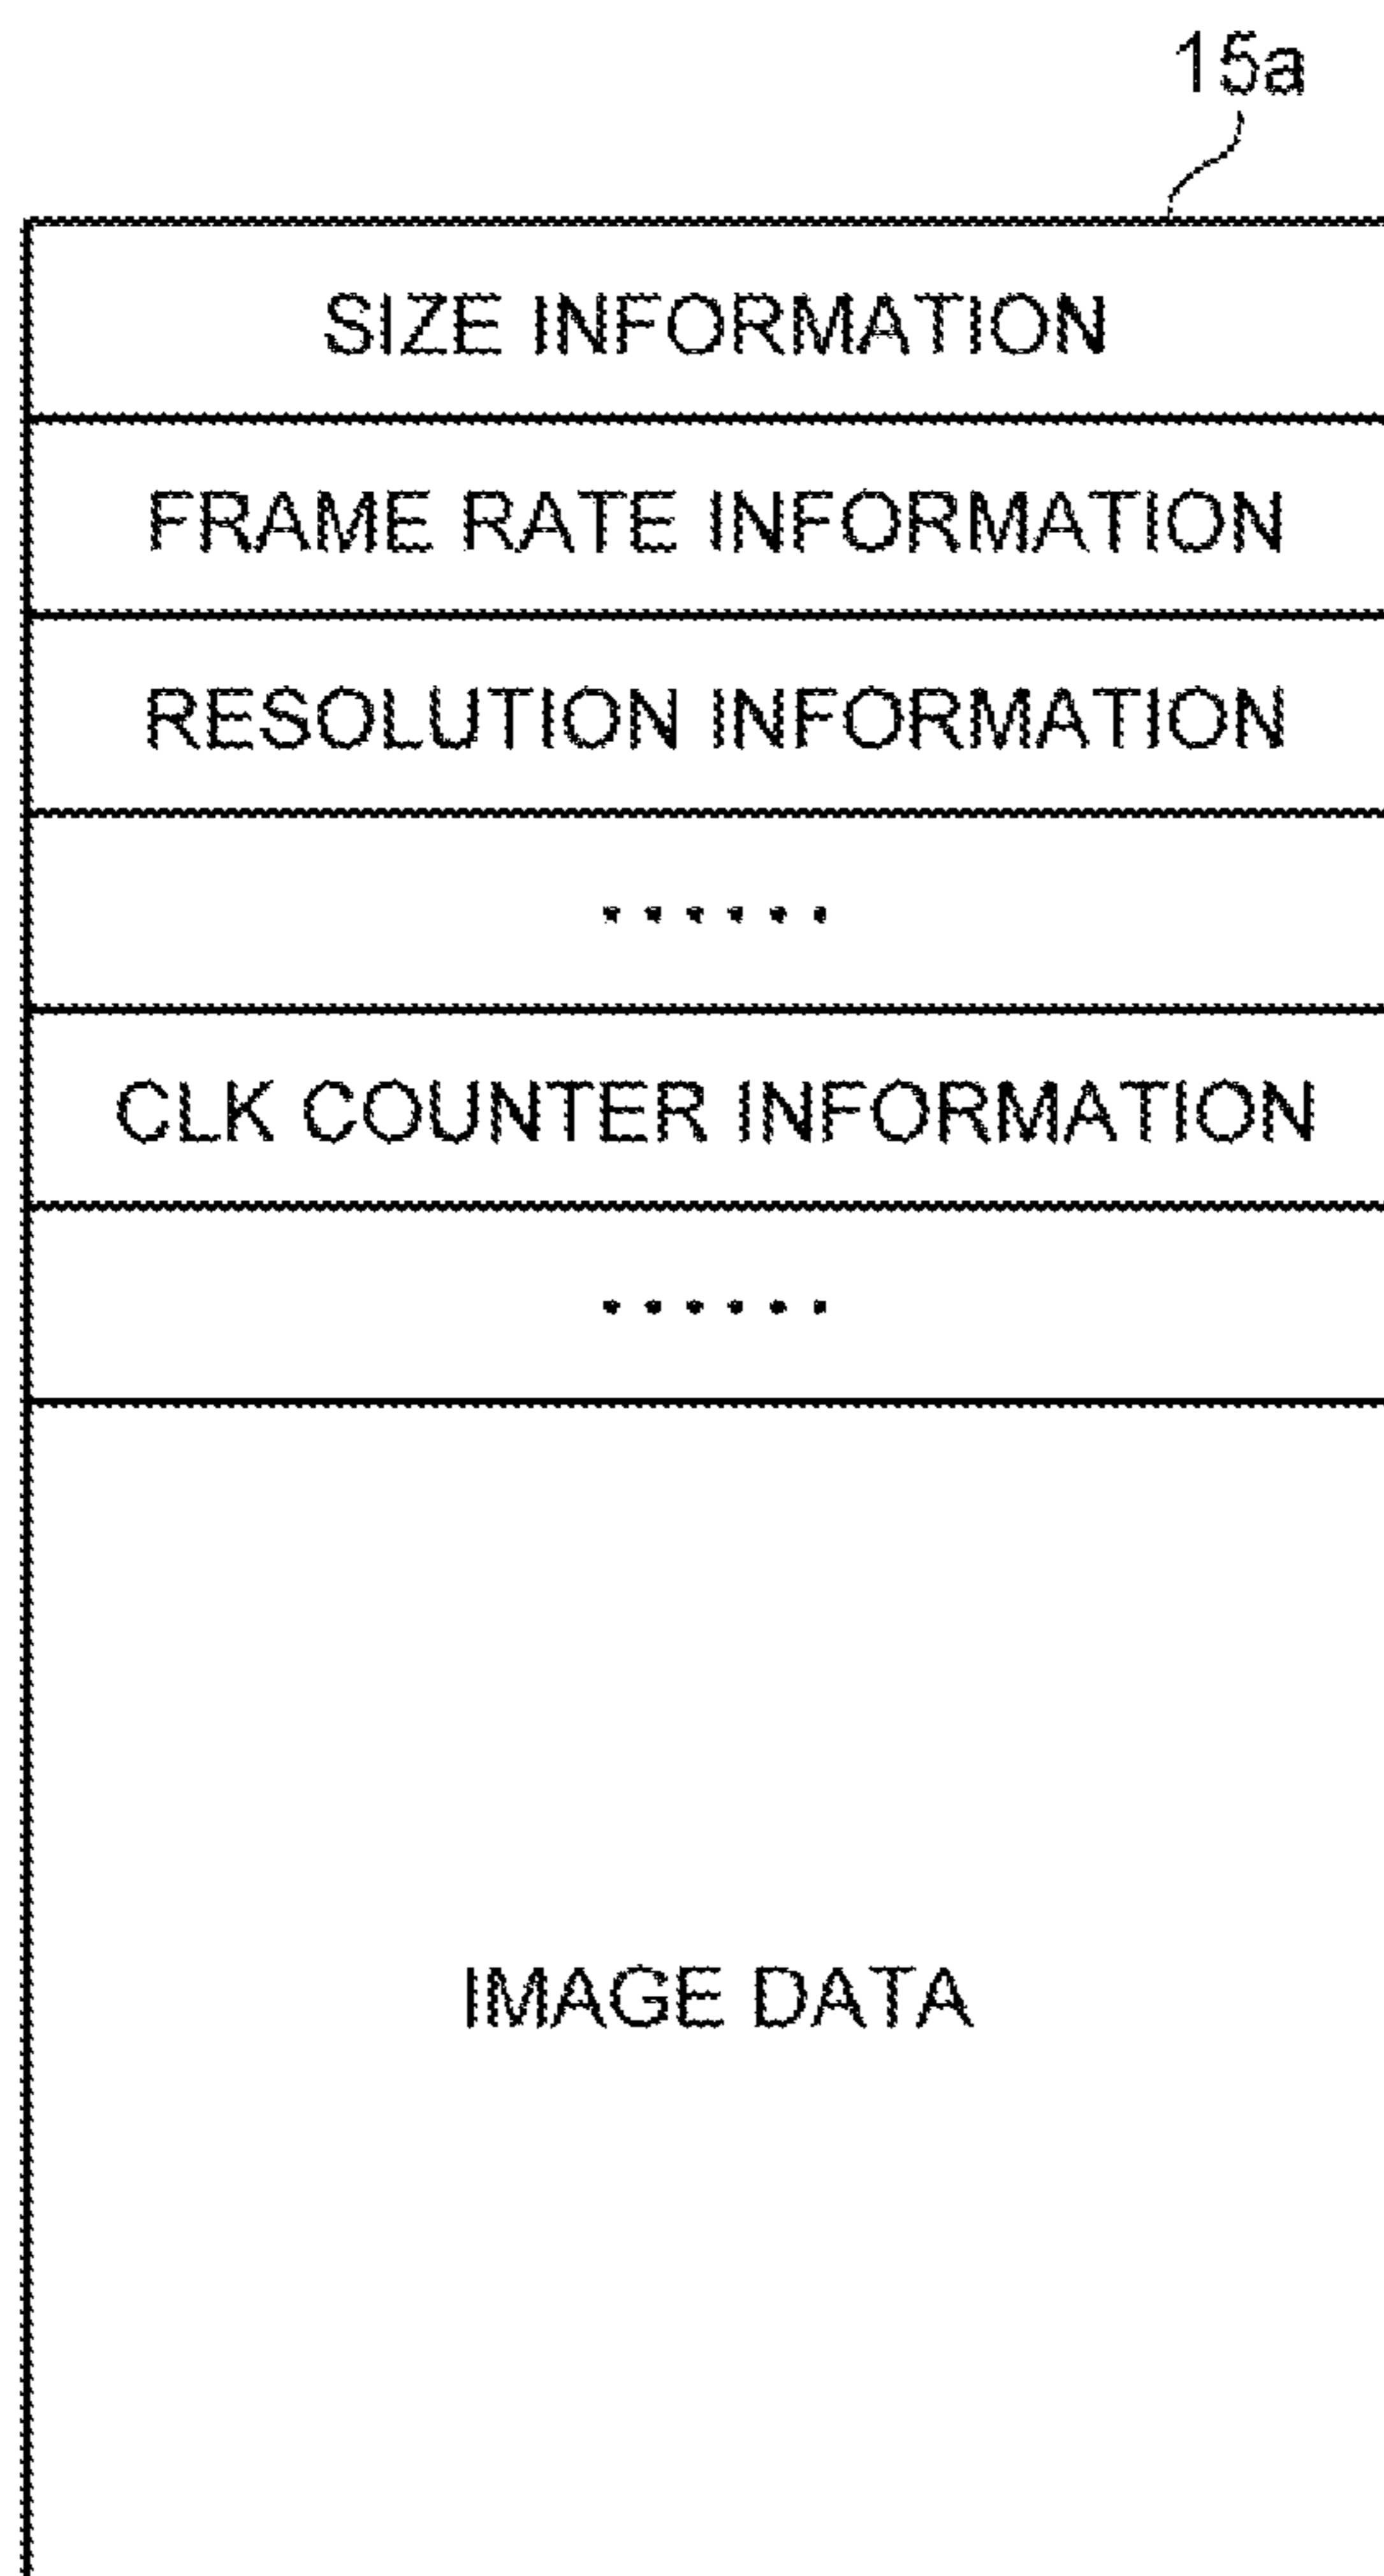 15a
SIZE INFORMATION
FRAME RATE INFORMATION
RESOLUTION INFORMATION
······
CLK COUNTER INFORMATION
······
IMAGE DATA